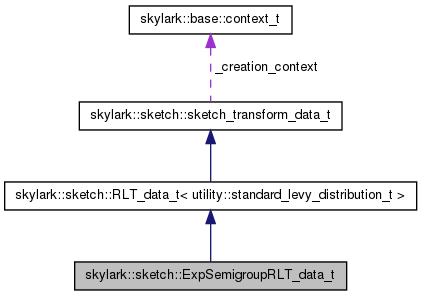 skylark::base::context_t
_creation_context
skylark::sketch::sketch_transform_data_t
skylark::sketch::RLT_data_t< utility::standard_levy_distribution_t >
skylark::sketch::ExpSemigroupRLT_data_t